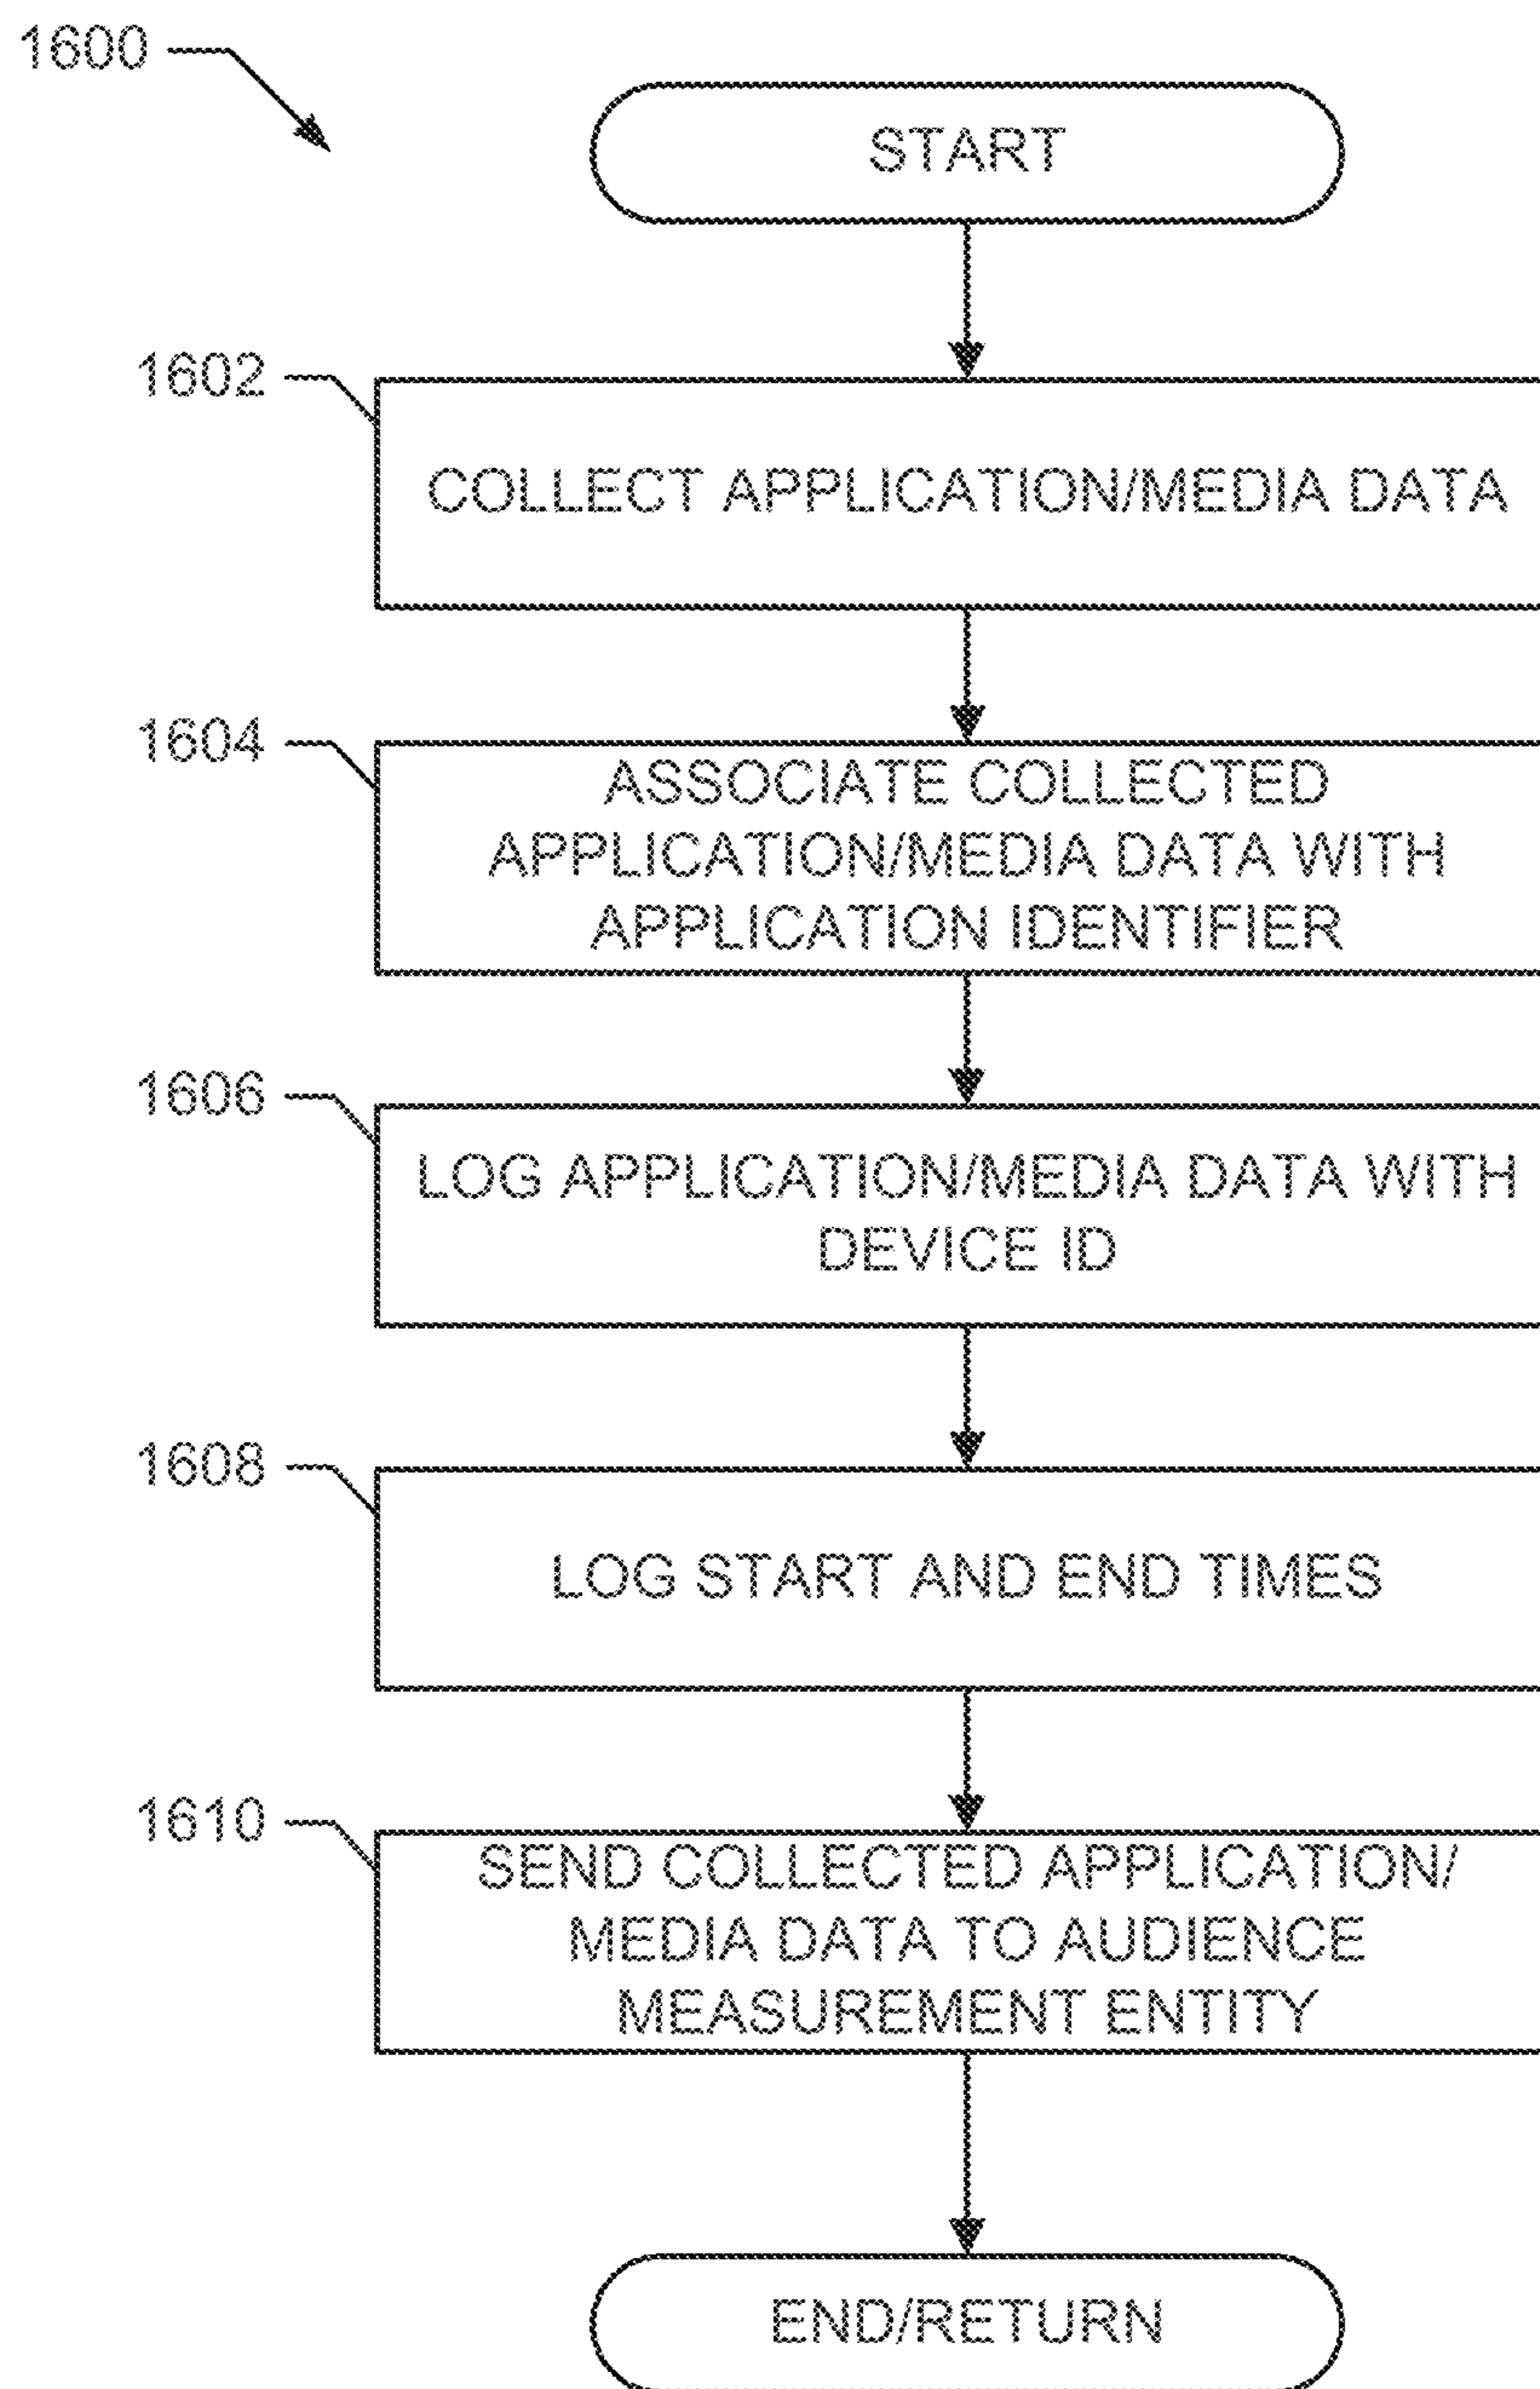 1600
START
1602
COLLECT APPLICATION/MEDIA DATA
1604
ASSOCIATE COLLECTED
APPLICATION/MEDIA DATA WITH
APPLICATION IDENTIFIER
1606
LOG APPLICATION/MEDIA DATA WITH
DEVICE ID
1608
LOG START AND END TIMES
1610
SEND COLLECTED APPLICATION/
MEDIA DATA TO AUDIENCE
MEASUREMENT ENTITY
END/RETURN